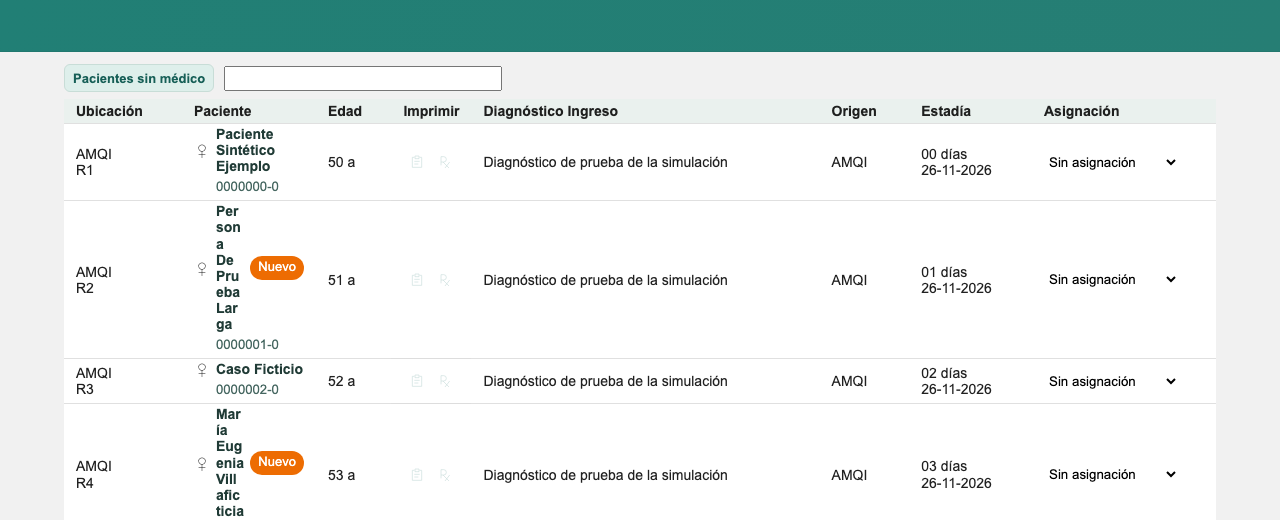 Pacientes sin médico
Ubicación Paciente Edad Imprimir Diagnóstico Ingreso Origen Estadía Asignación
AMQI
R1
Paciente
Sintético
Ejemplo
0000000-0
50 a
Diagnóstico de prueba de la simulación
AMQI
00 días
26-11-2026
Sin asignación
AMQI
R2
Per
son
a
De
Pru
eba
Lar
ga
0000001-0
Nuevo
51 a
Diagnóstico de prueba de la simulación
AMQI
01 días
26-11-2026
Sin asignación
AMQI
R3
Caso Ficticio
0000002-0
52 a
Diagnóstico de prueba de la simulación
AMQI
02 días
26-11-2026
Sin asignación
AMQI
R4
Mar
ía
Eug
enia
Vill
afic
ticia
Nuevo
53 a
Diagnóstico de prueba de la simulación
AMQI
03 días
26-11-2026
Sin asignación